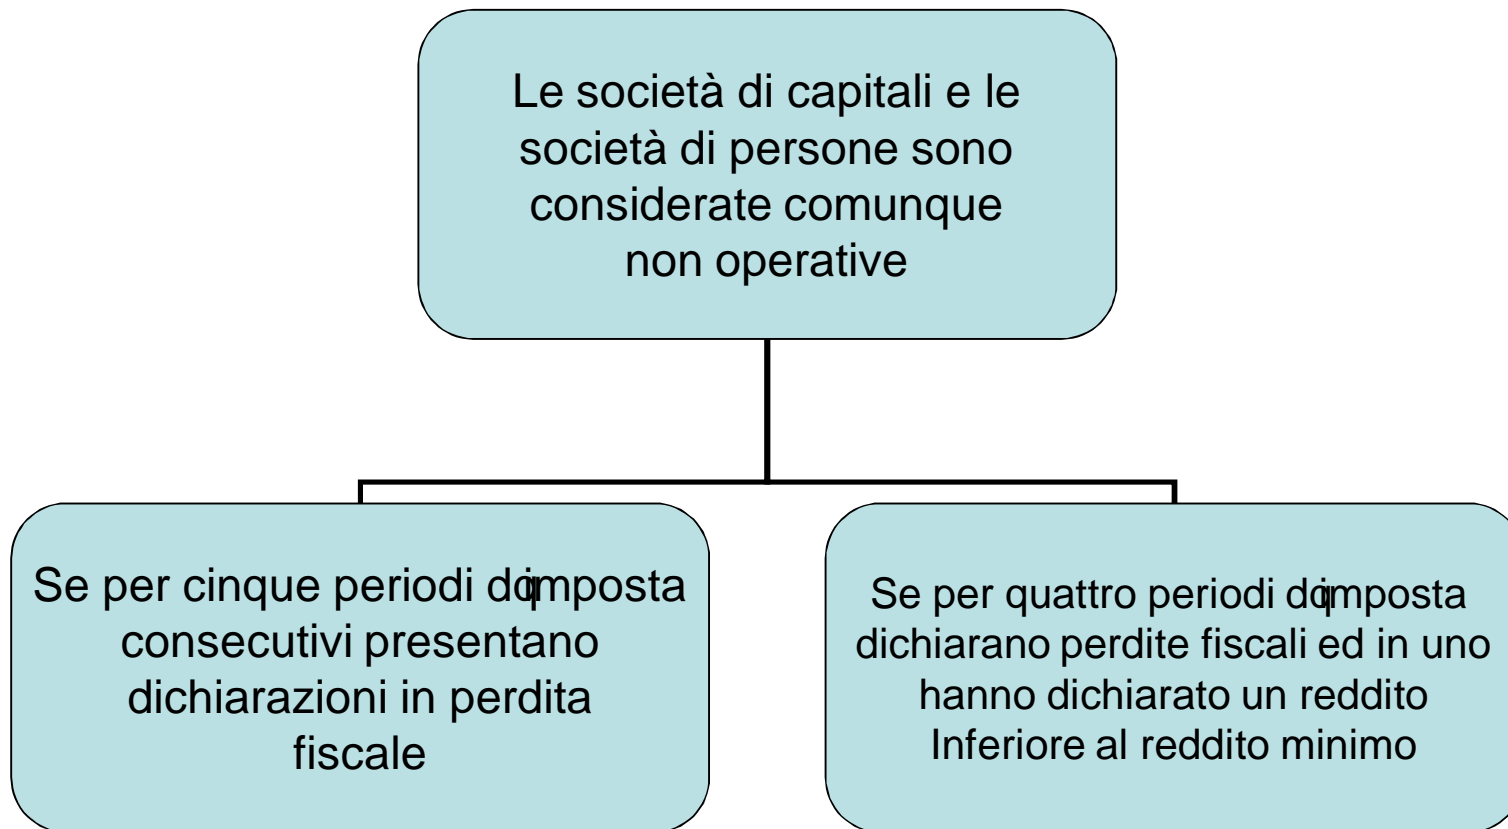 Le società di capitali e le
società di persone sono
considerate comunque
non operative
Se per cinque periodi d'imposta
consecutivi presentano
dichiarazioni in perdita
fiscale
Se per quattro periodi d'imposta
dichiarano perdite fiscali ed in uno
hanno dichiarato un reddito
Inferiore al reddito minimo